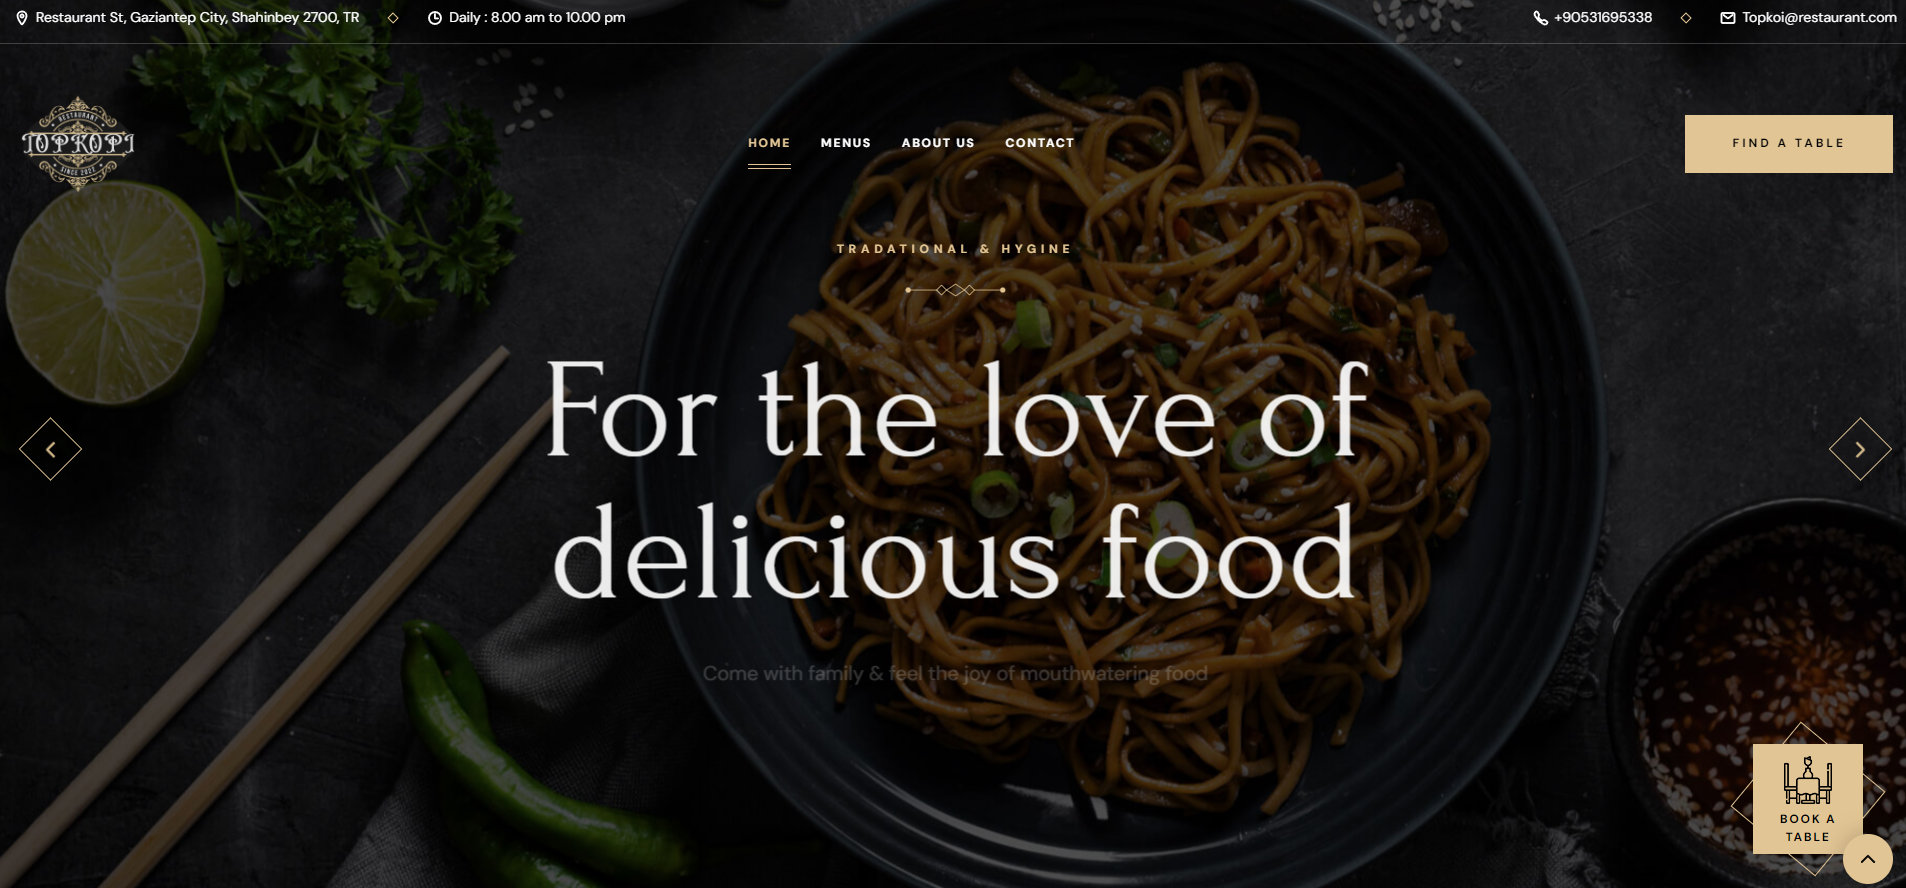 Restaurant St, Gaziantep City, Shahinbey 2700, TR
Daily : 8.00 am to 10.00 pm
+90531695338
Topkoi@restaurant.com
RESTAURANT
TOPKOPI
SINCE 2022
HOME
MENUS
ABOUT US
CONTACT
FIND A TABLE
TRADATIONAL & HYGINE
For the love of
delicious food
Come with family & feel the joy of mouthwatering food
BOOK A
TABLE